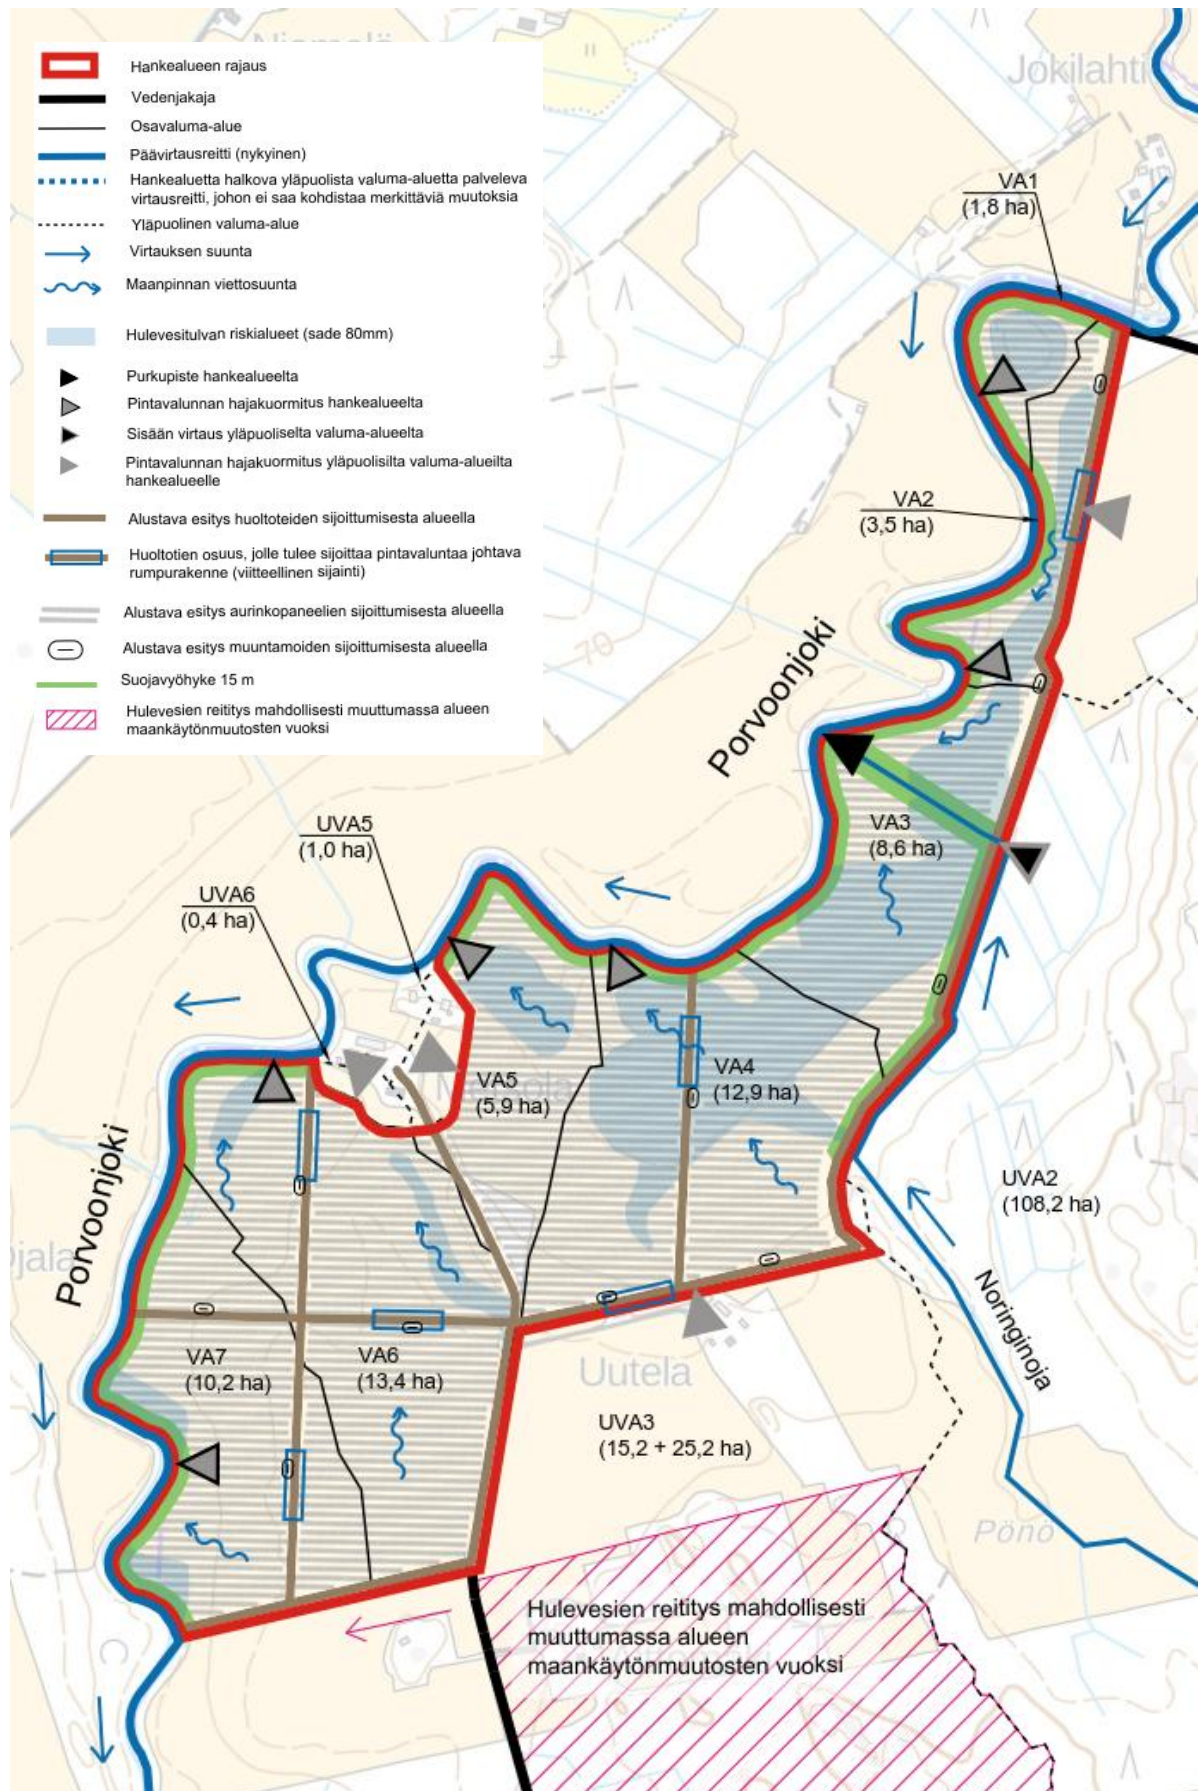 Niemelä
Hankealueen rajaus
Vedenjakaja
Osavaluma-alue
Päävirtausreitti (nykyinen)
Hankealuetta halkova yläpuolista valuma-aluetta palveleva
virtausreitti, johon ei saa kohdistaa merkittäviä muutoksia
Yläpuolinen valuma-alue
Virtauksen suunta
Maanpinnan viettosuunta
Hulevesitulvan riskialueet (sade 80mm)
Purkupiste hankealueelta
Pintavalunnan hajakuormitus hankealueelta
Sisään virtaus yläpuoliselta valuma-alueelta
Pintavalunnan hajakuormitus yläpuolisilta valuma-alueilta
hankealueelle
Alustava esitys huoltoteiden sijoittumisesta alueella
Huoltotien osuus, jolle tulee sijoittaa pintavaluntaa johtava
rumpurakenne (viitteellinen sijainti)
Alustava esitys aurinkopaneelien sijoittumisesta alueella
Alustava esitys muuntamoiden sijoittumisesta alueella
Suojavyöhyke 15 m
Hulevesien reititys mahdollisesti muuttumassa alueen
maankäytönmuutosten vuoksi
Jokilahti
VA1
(1,8 ha)
VA2
(3,5 ha)
70
Porvoonjoki
VA3
(8,6 ha)
UVA5
(1,0 ha)
UVA6
(0,4 ha)
VA5
(5,9 ha)
VA4
(12,9 ha)
UVA2
(108,2 ha)
Porvoonjoki
Ojala
Noringinoja
VA7
(10,2 ha)
VA6
(13,4 ha)
Uutela
UVA3
(15,2 + 25,2 ha)
Pönö
Hulevesien reititys mahdollisesti
muuttumassa alueen
maankäytönmuutosten vuoksi